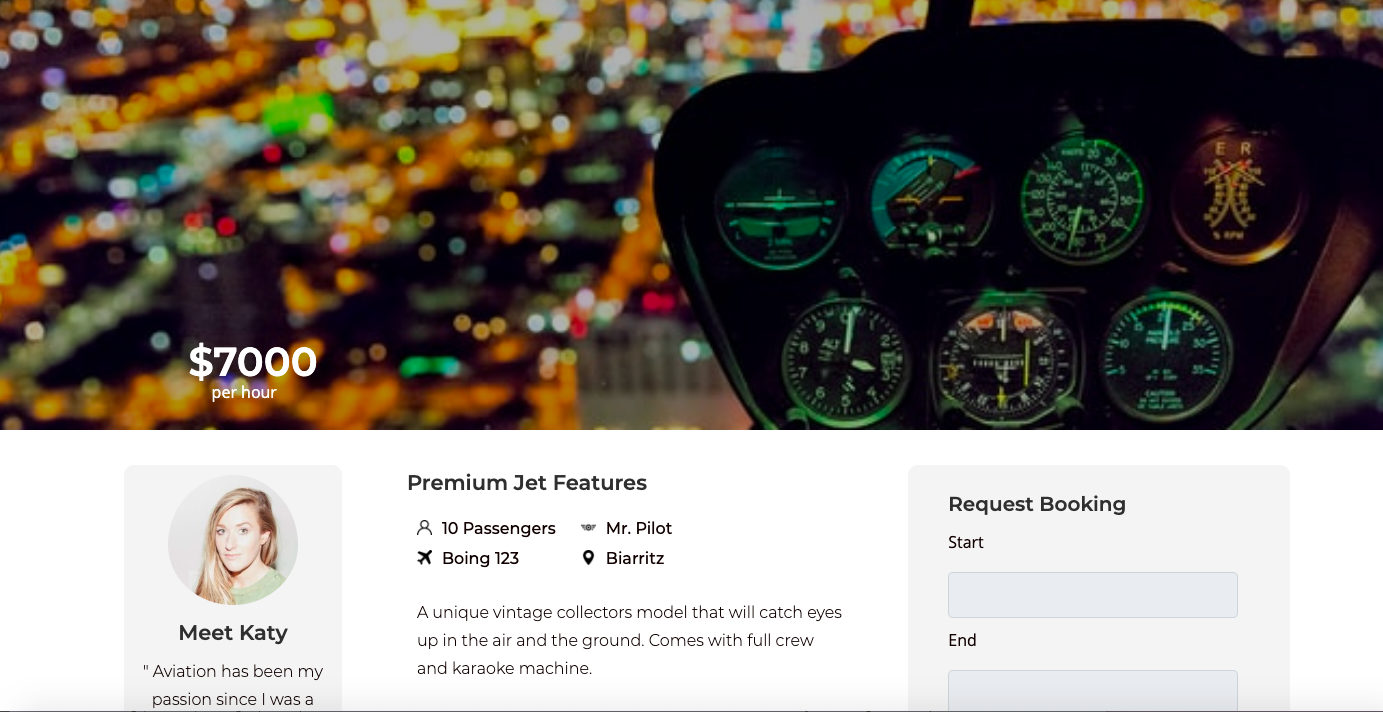 E R
% RPM
$7000
per hour
Meet Katy
" Aviation has been my
passion since I was a
Premium Jet Features
10 Passengers
Mr. Pilot
Boing 123
Biarritz
A unique vintage collectors model that will catch eyes
up in the air and the ground. Comes with full crew
and karaoke machine.
Request Booking
Start
End